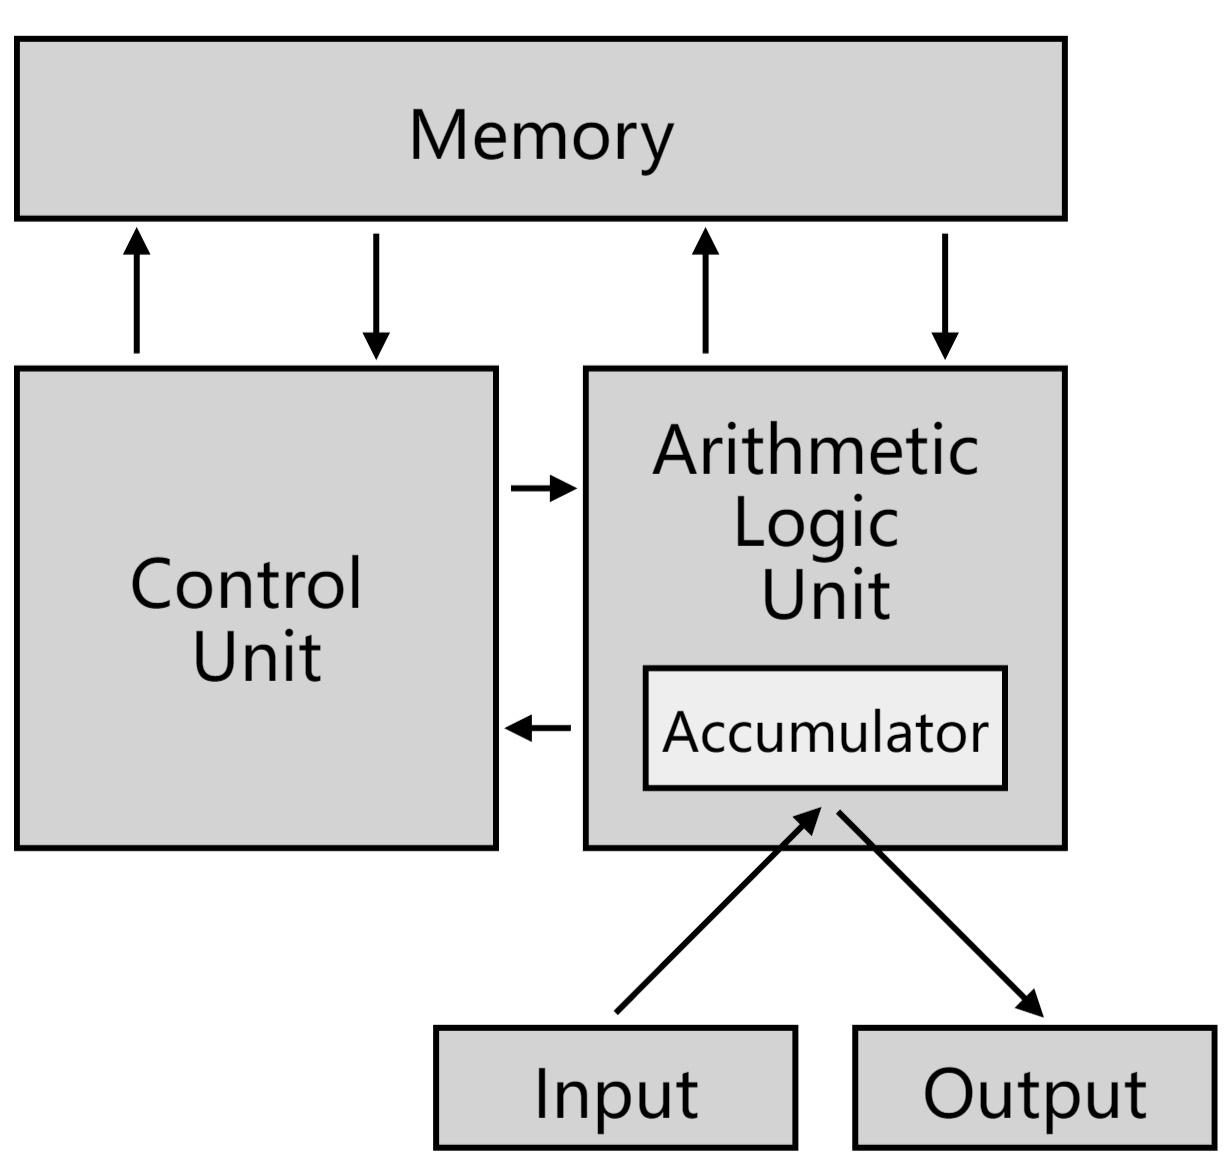 Memory
Control
Unit
Arithmetic
Logic
Unit
Accumulator
Input
Output